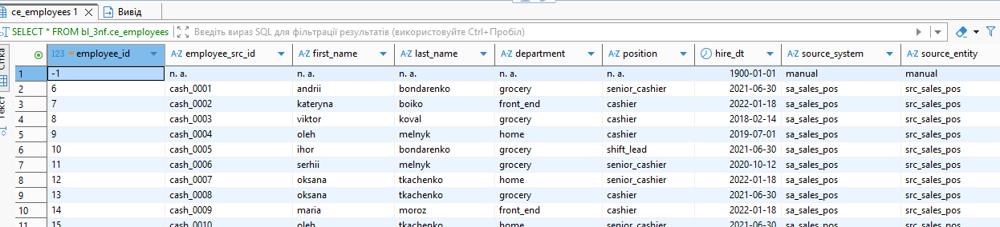 ce_employees 1 Вивід
SELECT * FROM bl_3nf.ce_employees Введіть вираз SQL для фільтрації результатів (використовуйте Ctrl+Пробіл)
Сітка
Текст
123 employee_id A-Z employee_src_id A-Z first_name A-Z last_name A-Z department A-Z position hire_dt A-Z source_system A-Z source_entity
1 -1 n. a. n. a. n. a. n. a. n. a. 1900-01-01 manual manual
2 6 cash_0001 andrii bondarenko grocery senior_cashier 2021-06-30 sa_sales_pos src_sales_pos
3 7 cash_0002 kateryna boiko front_end cashier 2022-01-18 sa_sales_pos src_sales_pos
4 8 cash_0003 viktor koval grocery cashier 2018-02-14 sa_sales_pos src_sales_pos
5 9 cash_0004 oleh melnyk home cashier 2019-07-01 sa_sales_pos src_sales_pos
6 10 cash_0005 ihor bondarenko grocery shift_lead 2021-06-30 sa_sales_pos src_sales_pos
7 11 cash_0006 serhii melnyk grocery senior_cashier 2020-10-12 sa_sales_pos src_sales_pos
8 12 cash_0007 oksana tkachenko home senior_cashier 2022-01-18 sa_sales_pos src_sales_pos
9 13 cash_0008 oksana tkachenko grocery cashier 2021-06-30 sa_sales_pos src_sales_pos
10 14 cash_0009 maria moroz front_end cashier 2022-01-18 sa_sales_pos src_sales_pos
11 15 cash_0010 oleh tkachenko home senior_cashier 2021-06-30 sa_sales_pos src_sales_pos